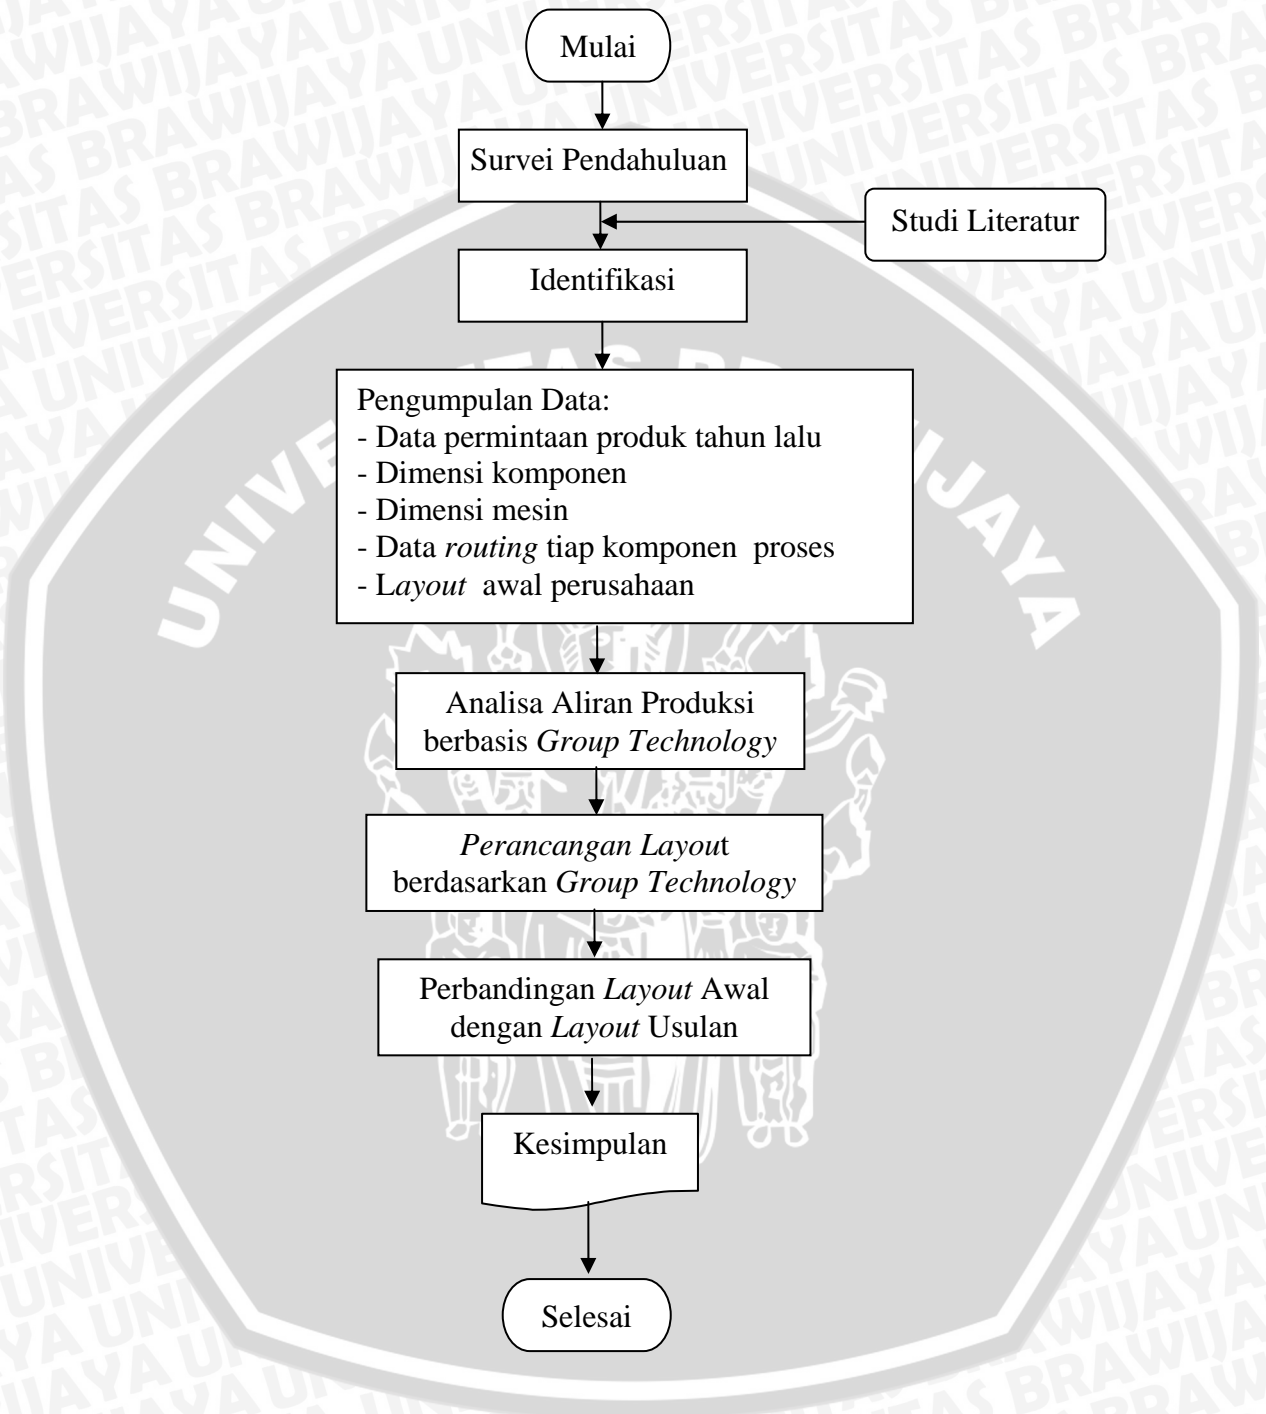 Mulai
Survei Pendahuluan
Studi Literatur
Identifikasi
Pengumpulan Data:
- Data permintaan produk tahun lalu
- Dimensi komponen
- Dimensi mesin
- Data routing tiap komponen proses
- Layout awal perusahaan
Analisa Aliran Produksi
berbasis Group Technology
Perancangan Layout
berdasarkan Group Technology
Perbandingan Layout Awal
dengan Layout Usulan
Kesimpulan
Selesai